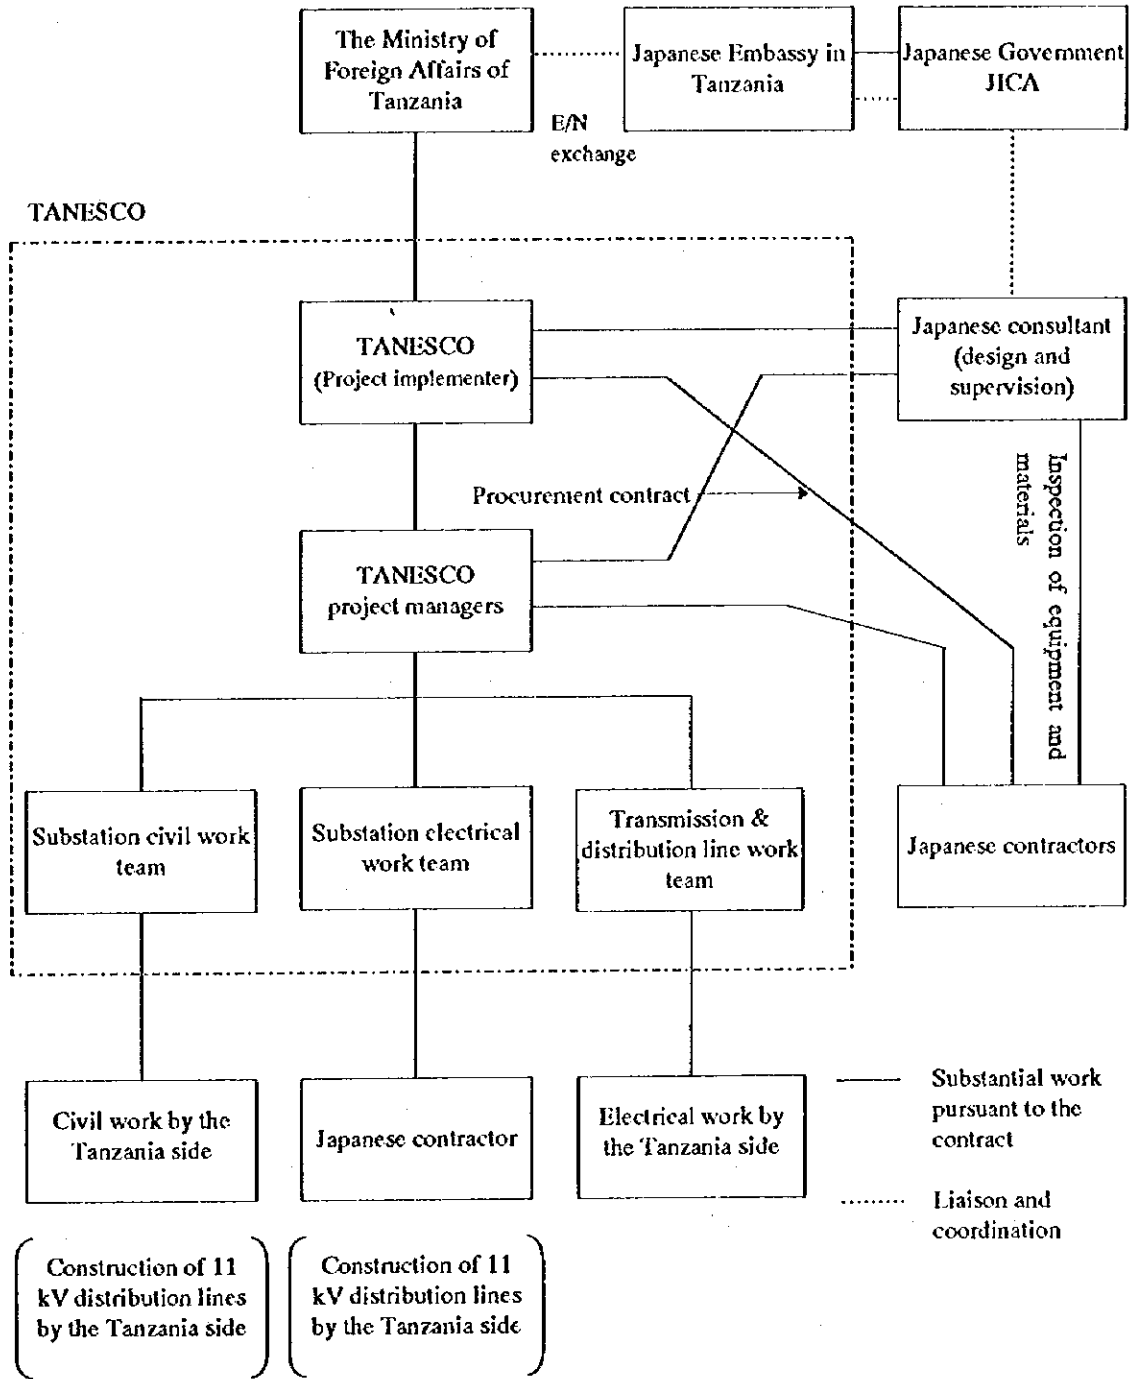 The Ministry of
Foreign Affairs of
Tanzania
Japanese Embassy in
Tanzania
Japanese Government
JICA
E/N
exchange
TANESCO
TANESCO
(Project implementer)
Japanese consultant
(design and
supervision)
Procurement contract
Inspection of equipment and
materials
TANESCO
project managers
Substation civil work
team
Substation electrical
work team
Transmission &
distribution line work
team
Japanese contractors
Civil work by the
Tanzania side
Japanese contractor
Electrical work by
the Tanzania side
Substantial work
pursuant to the
contract
Liaison and
coordination
Construction of 11
kV distribution lines
by the Tanzania side
Construction of 11
kV distribution lines
by the Tanzania side